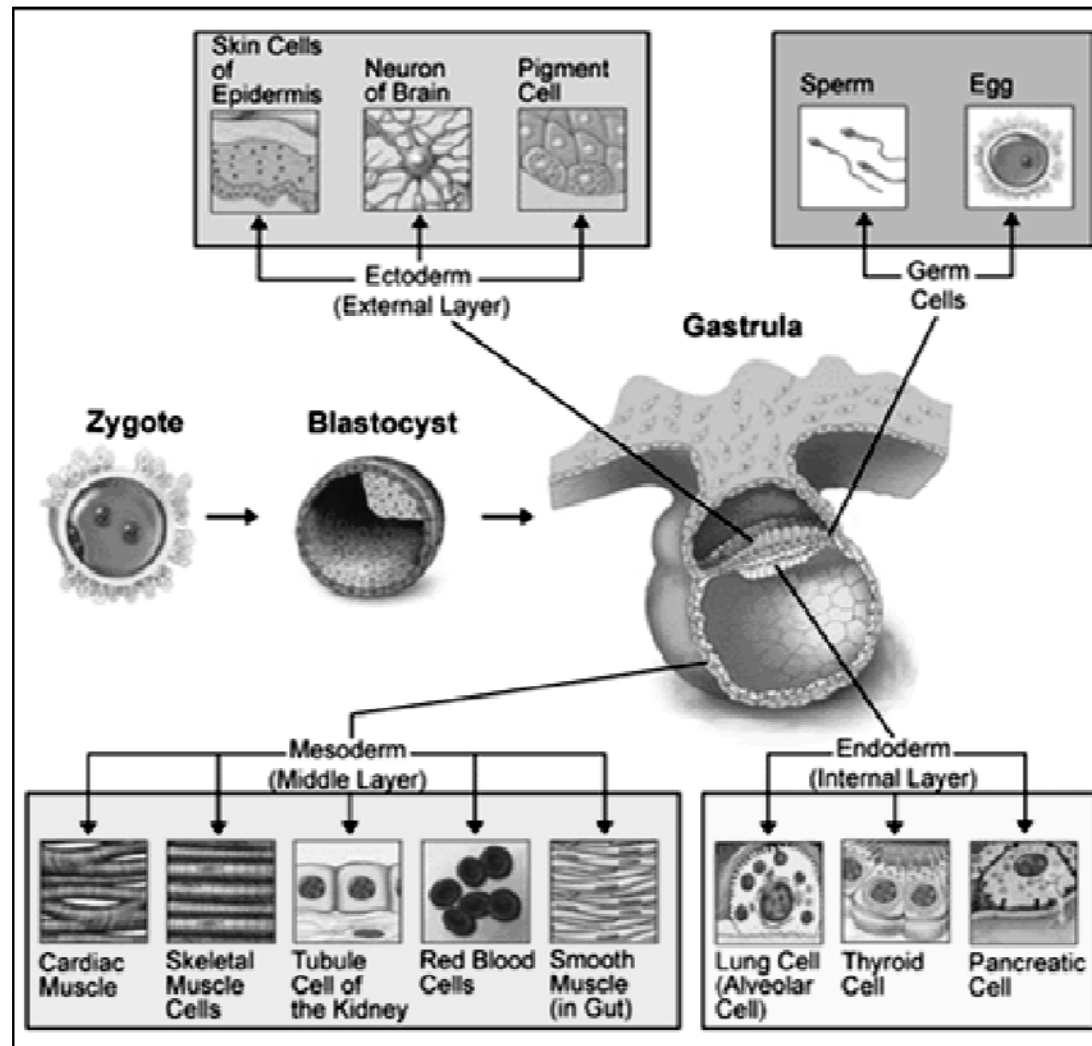 Skin Cells
of
Epidermis
Neuron
of Brain
Pigment
Cell
Sperm
Egg
Ectoderm
(External Layer)
Germ
Cells
Gastrula
Zygote
Blastocyst
Mesoderm
(Middle Layer)
Endoderm
(Internal Layer)
Cardiac
Muscle
Skeletal
Muscle
Cells
Tubule
Cell of
the Kidney
Red Blood
Cells
Smooth
Muscle
(in Gut)
Lung Cell
(Alveolar
Cell)
Thyroid
Cell
Pancreatic
Cell